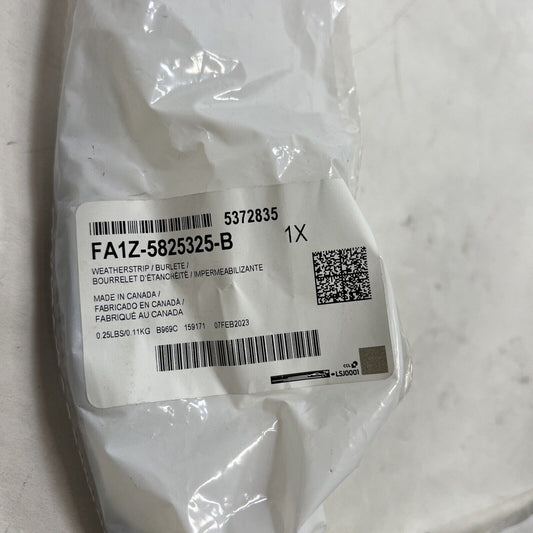 5372835
FA1Z-5825325-B
1X
WEATHERSTRIP / BURLETE /
BOURRELET D'ÉTANCHÉITÉ / IMPERMEABILIZANTE
MADE IN CANADA /
FABRICADO EN CANADA /
FABRIQUÉ AU CANADA
0.25LBS/0.11KG B969C 159171 07FEB2023
CCL
LSJ0001